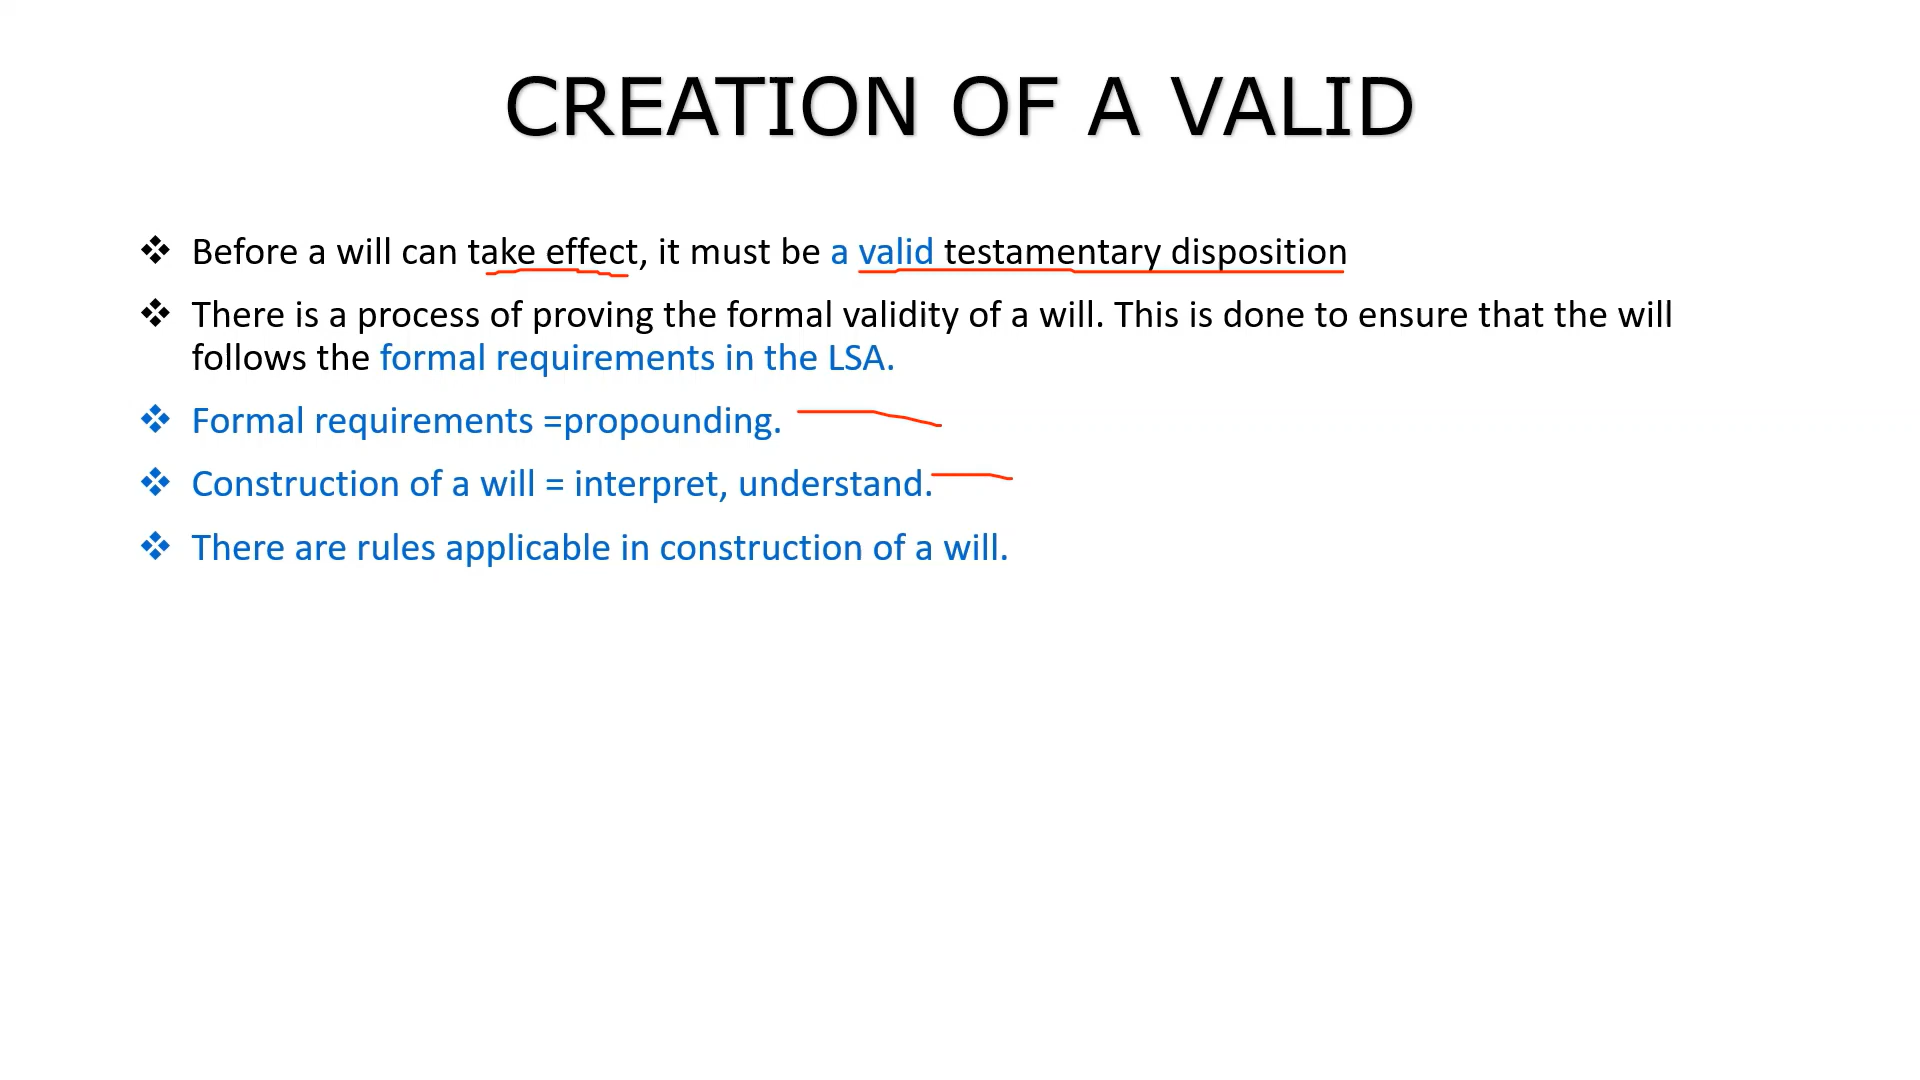 CREATION OF A VALID
❖ Before a will can take effect, it must be a valid testamentary disposition
❖ There is a process of proving the formal validity of a will. This is done to ensure that the will
follows the formal requirements in the LSA.
❖ Formal requirements =propounding.
❖ Construction of a will = interpret, understand.
❖ There are rules applicable in construction of a will.